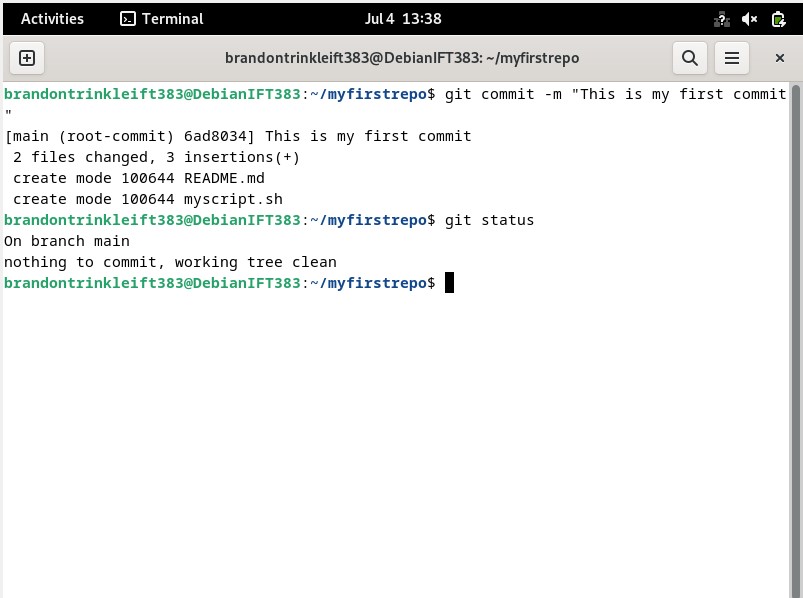 Activities Terminal Jul 4 13:38
brandontrinkleift383@DebianIFT383: ~/myfirstrepo
brandontrinkleift383@DebianIFT383:~/myfirstrepo$ git commit -m "This is my first commit
"
[main (root-commit) 6ad8034] This is my first commit
 2 files changed, 3 insertions(+)
 create mode 100644 README.md
 create mode 100644 myscript.sh
brandontrinkleift383@DebianIFT383:~/myfirstrepo$ git status
On branch main
nothing to commit, working tree clean
brandontrinkleift383@DebianIFT383:~/myfirstrepo$